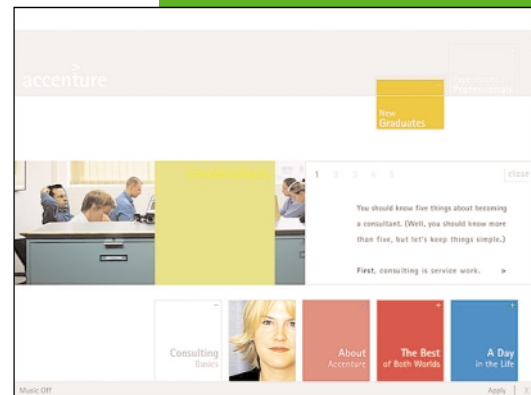 accenture
Professionals
New
Graduates
1 2 3 4 5
close
You should know five things about becoming
a consultant. (Well, you should know more
than five, but let's keep things simple.)
First, consulting is service work. »
Consulting
Basics
About
Accenture
The Best
of Both Worlds
A Day
in the Life
Music Off
Apply | X